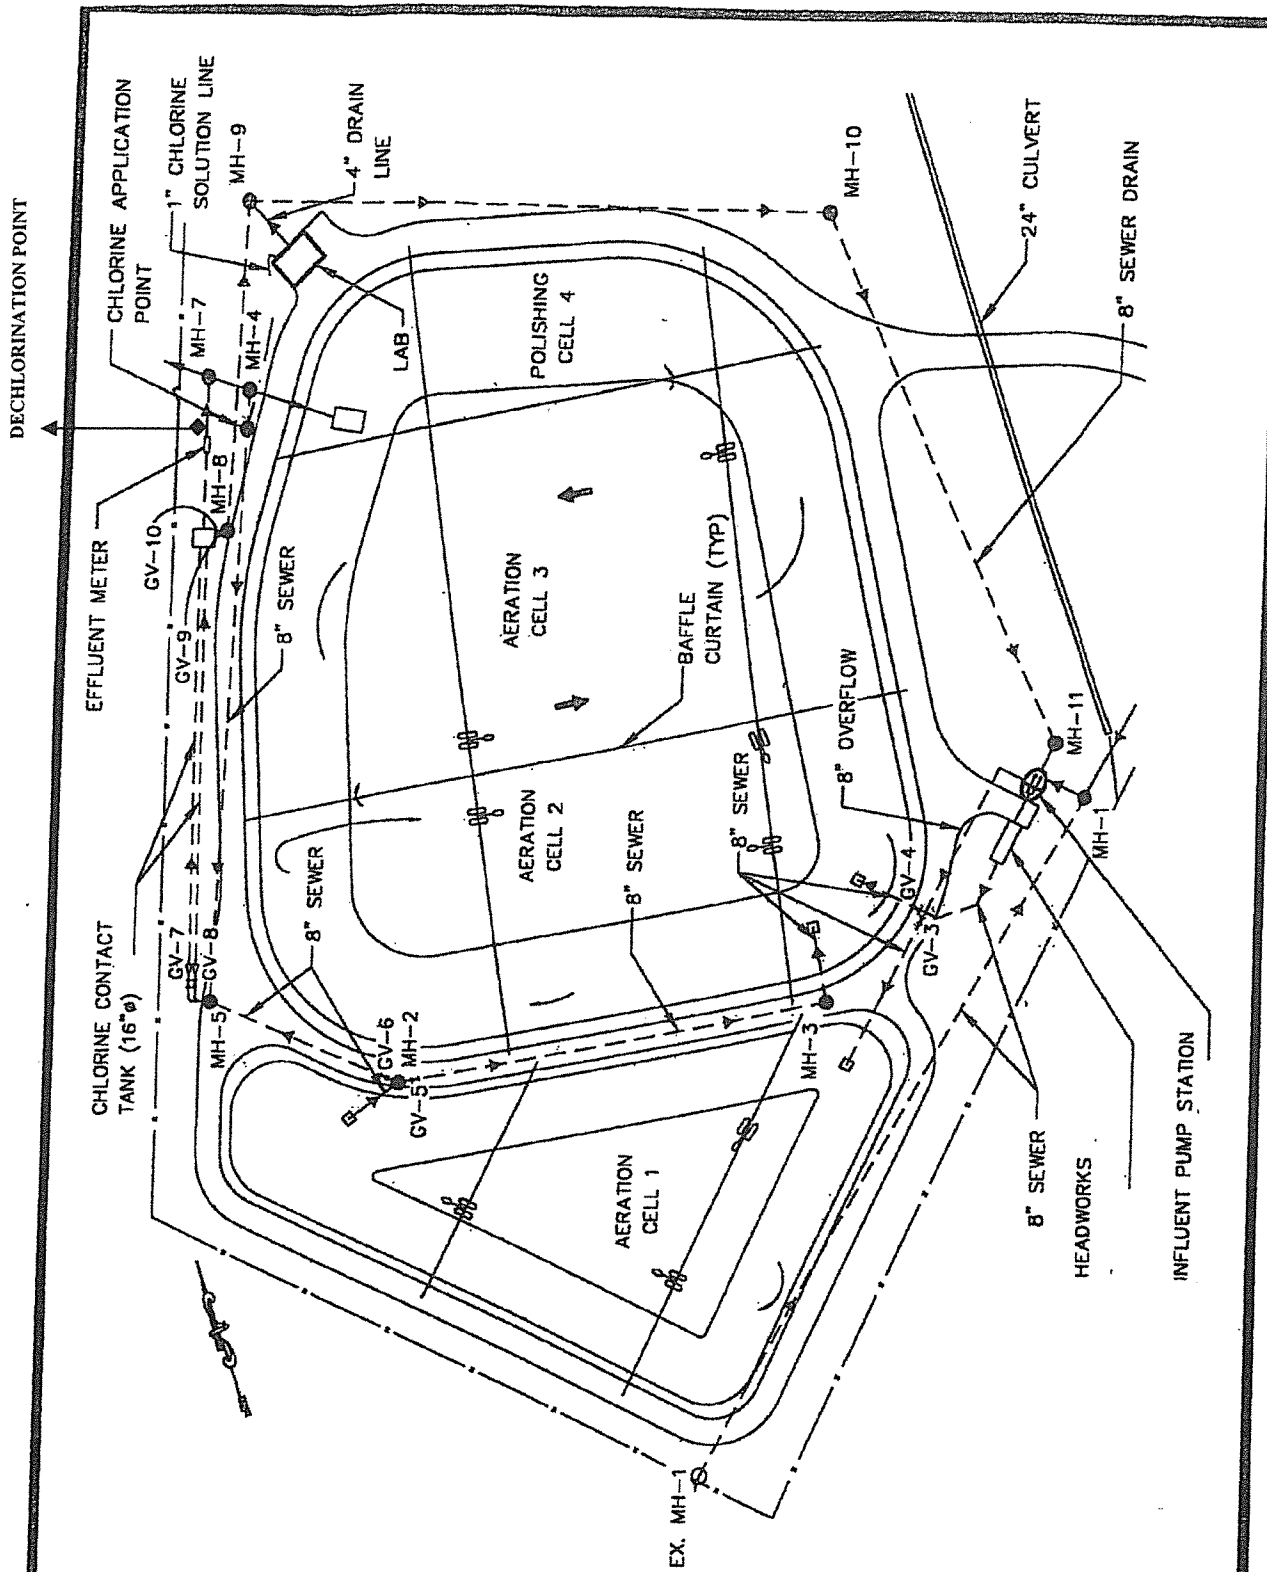 DECHLORINATION POINT
CHLORINE APPLICATION
POINT
1" CHLORINE
SOLUTION LINE
MH-9
4" DRAIN
LINE
MH-10
24" CULVERT
8" SEWER DRAIN
MH-7
MH-4
LAB
POLISHING
CELL 4
EFFLUENT METER
GV-10
MH-8
GV-9
8" SEWER
AERATION
CELL 3
BAFFLE
CURTAIN (TYP)
8" OVERFLOW
MH-11
MH-1
CHLORINE CONTACT
TANK (16"ø)
GV-7
GV-8
MH-5
8" SEWER
AERATION
CELL 2
8" SEWER
8" SEWER
GV-4
GV-3
GV-6
MH-2
GV-5
MH-3
AERATION
CELL 1
8" SEWER
HEADWORKS
INFLUENT PUMP STATION
EX. MH-1